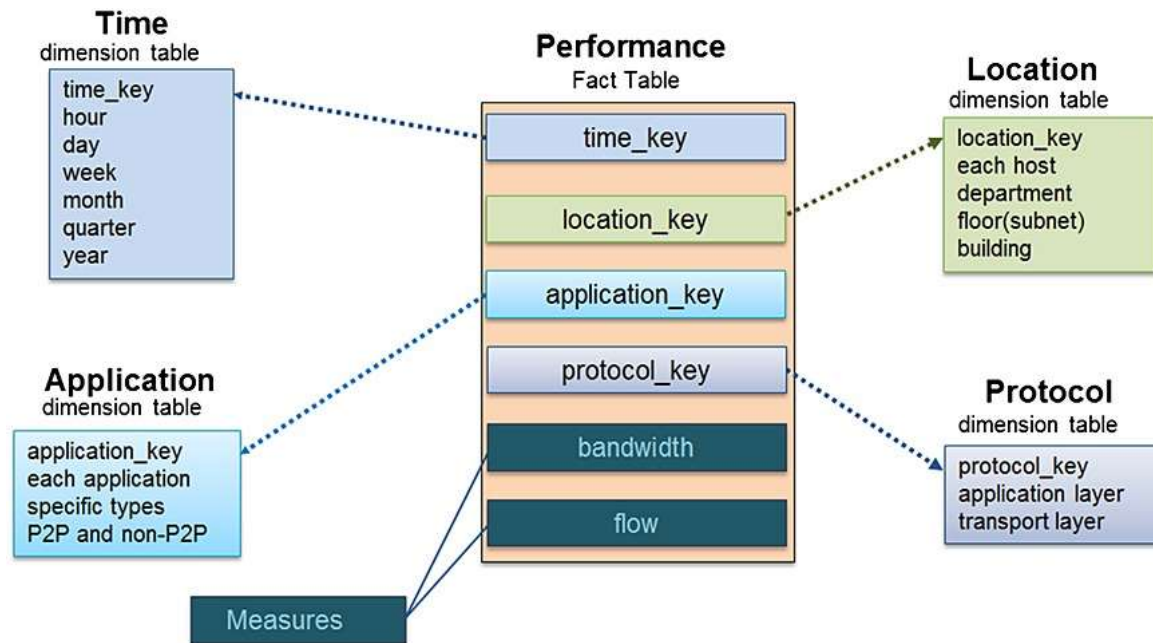 Time
dimension table
time_key
hour
day
week
month
quarter
year
Performance
Fact Table
time_key
location_key
application_key
protocol_key
bandwidth
flow
Measures
Location
dimension table
location_key
each host
department
floor(subnet)
building
Application
dimension table
application_key
each application
specific types
P2P and non-P2P
Protocol
dimension table
protocol_key
application layer
transport layer